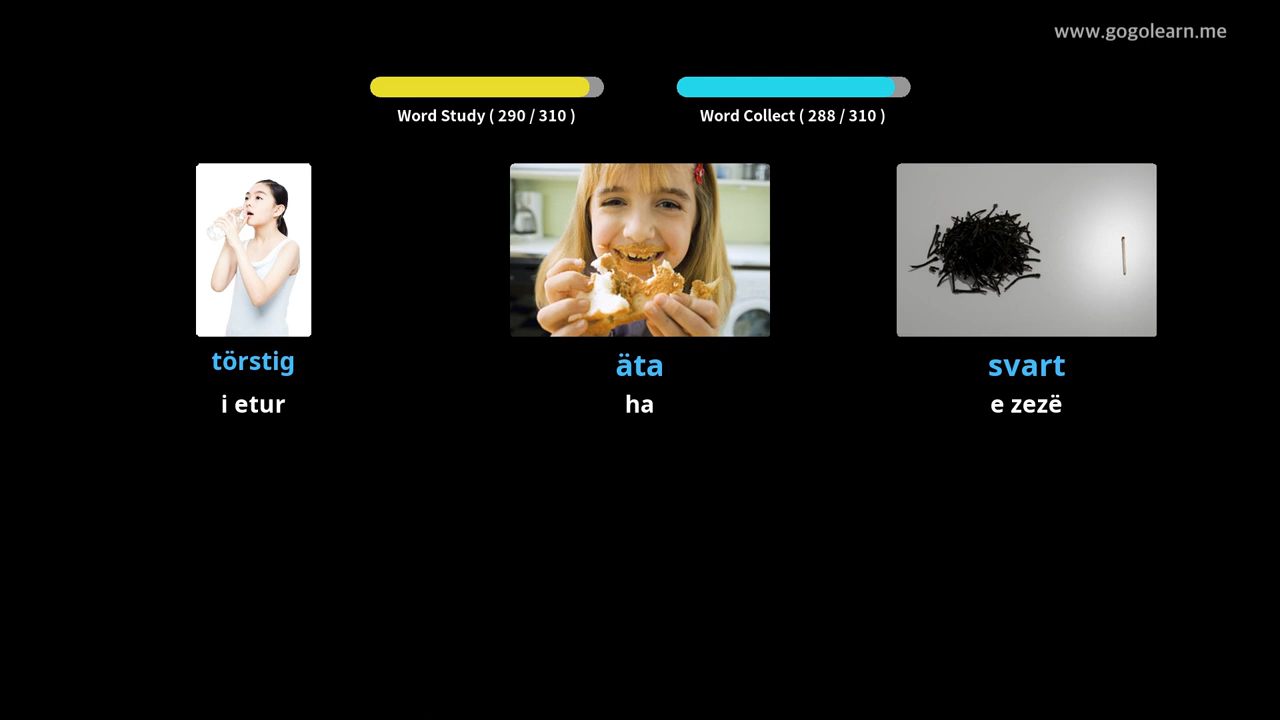 www.gogolearn.me
Word Study ( 290 / 310 )
Word Collect ( 288 / 310 )
törstig
äta
svart
i etur
ha
e zezë